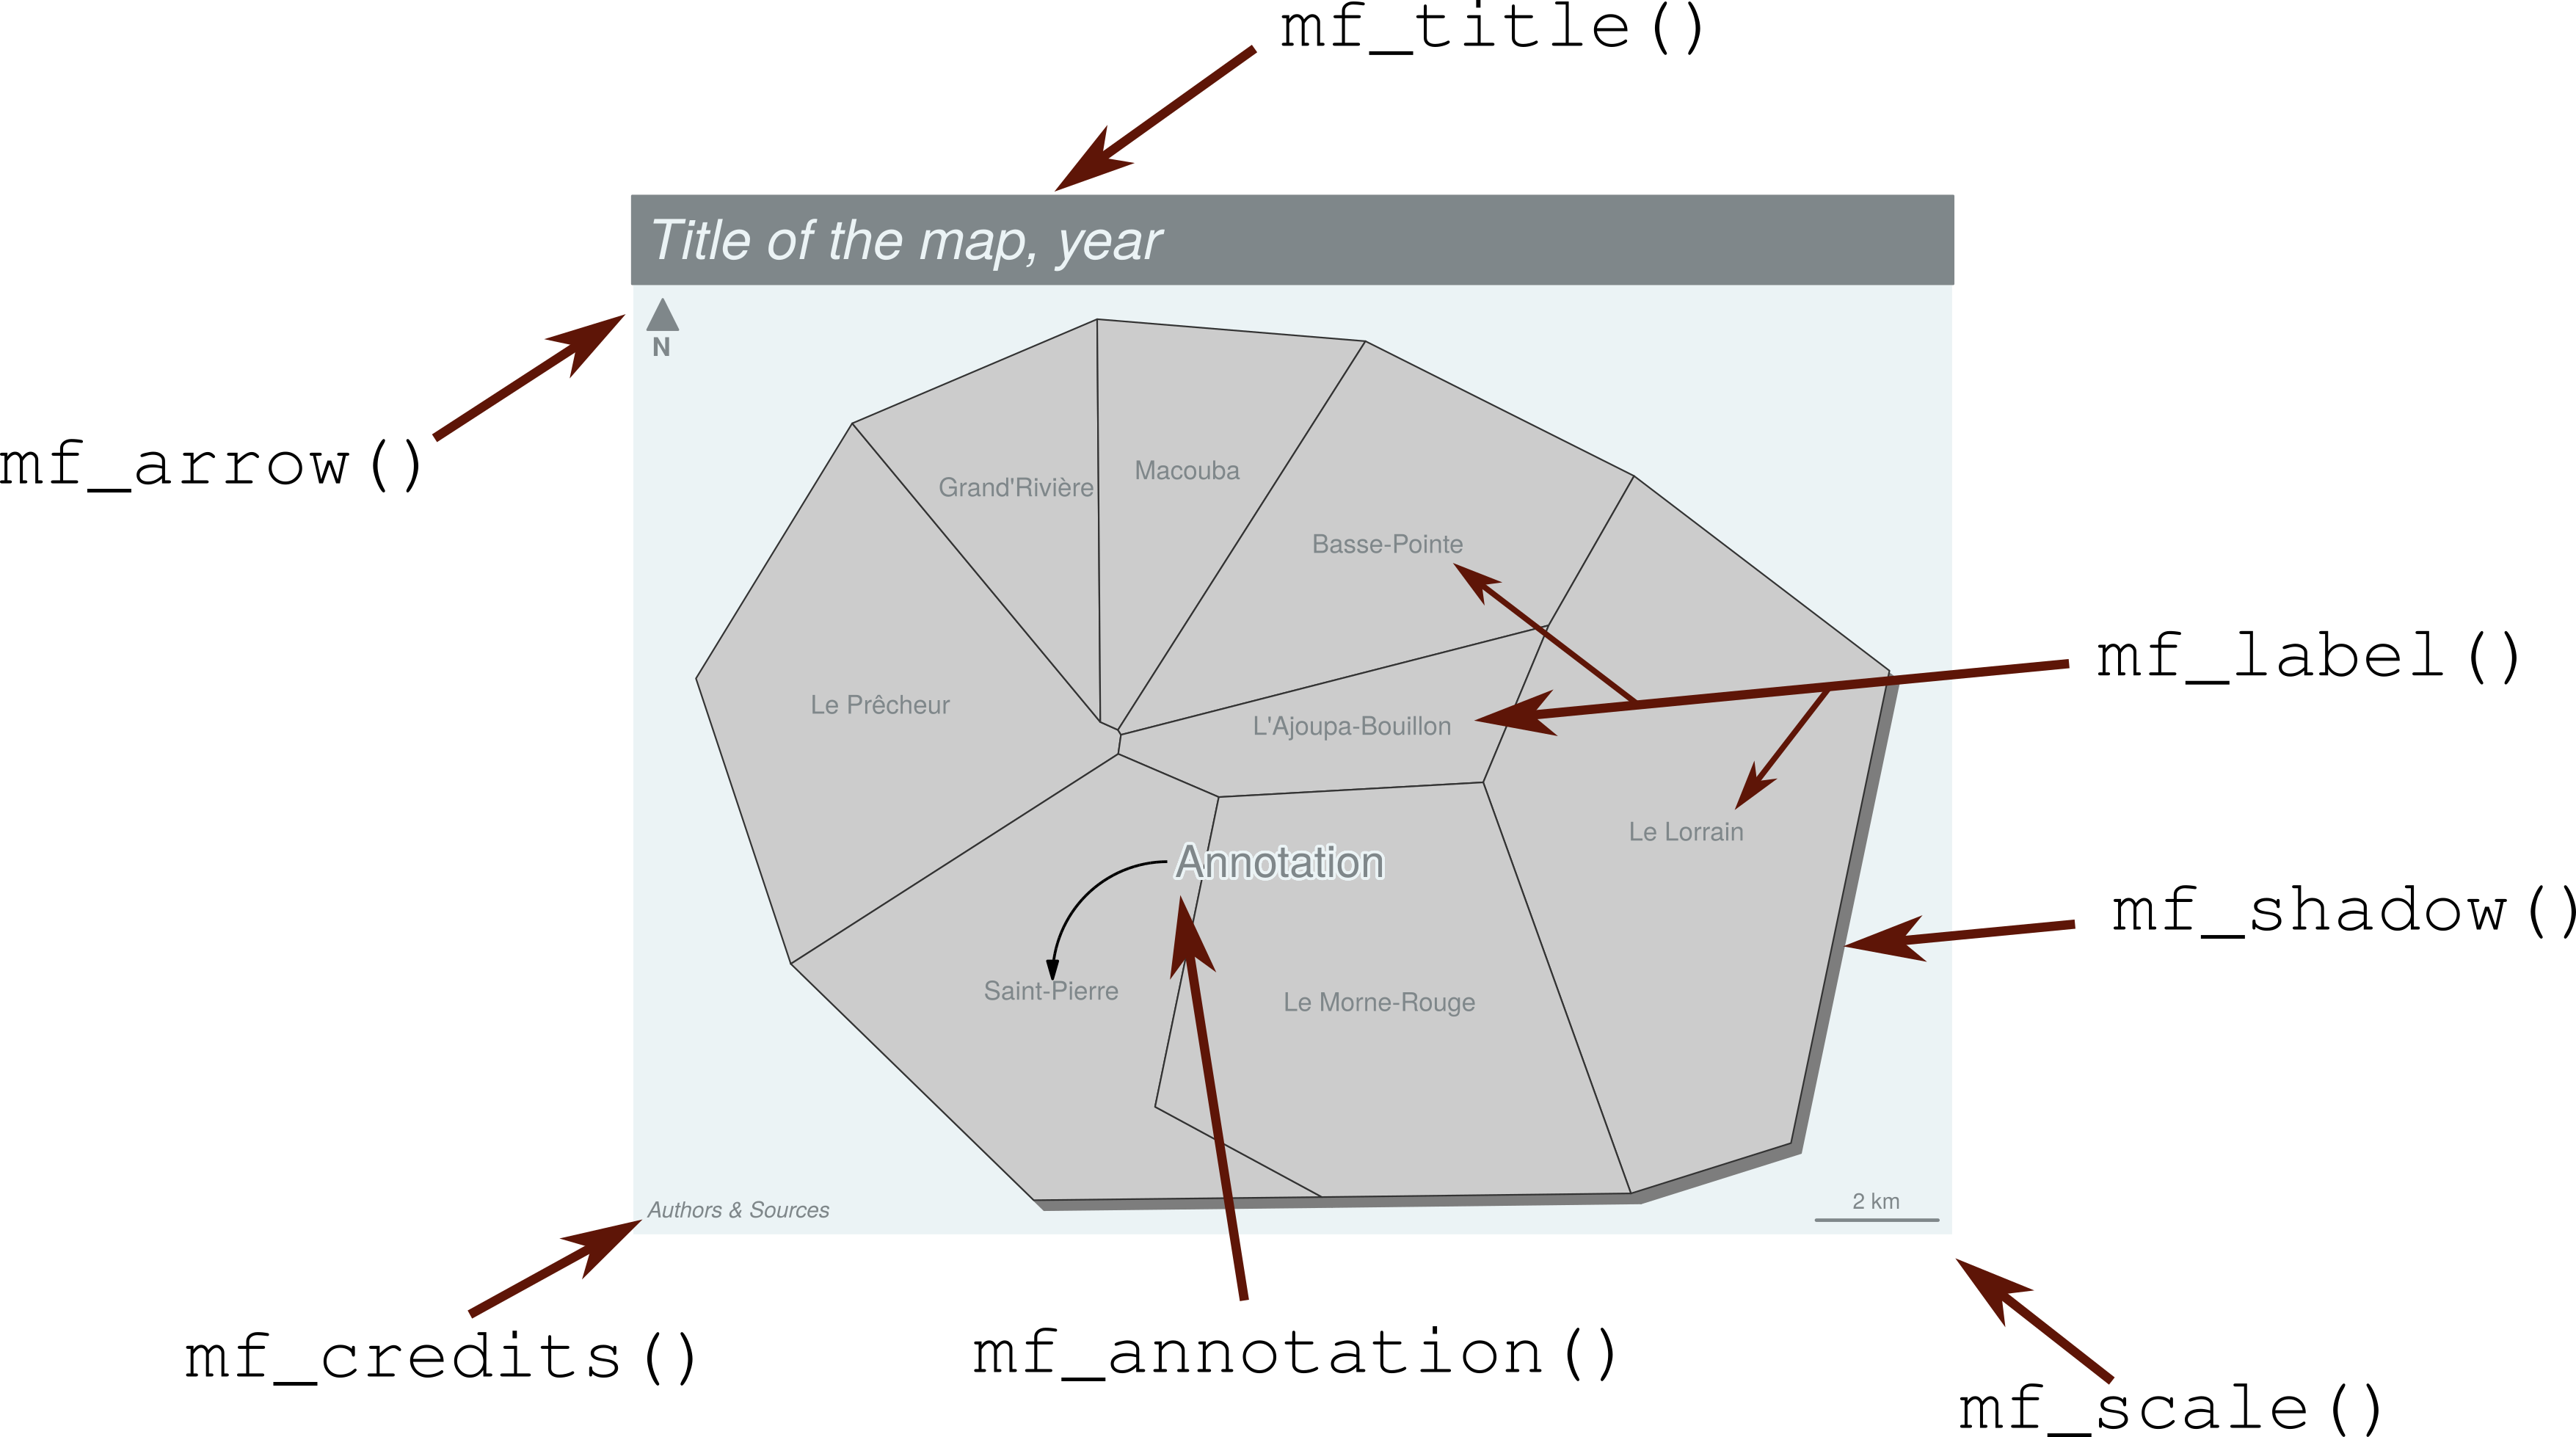 mf_title()
Title of the map, year
N
mf_arrow()
Macouba
Grand'Rivière
Basse-Pointe
mf_label()
Le Prêcheur
L'Ajoupa-Bouillon
Le Lorrain
Annotation
mf_shadow()
Saint-Pierre
Le Morne-Rouge
Authors & Sources
2 km
mf_credits()
mf_annotation()
mf_scale()